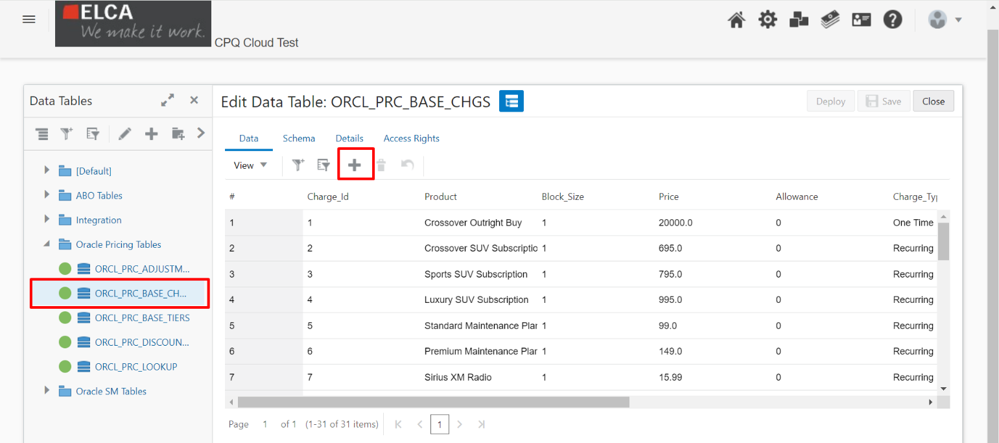 ELCA
We make it work.
CPQ Cloud Test
?
Data Tables
Edit Data Table: ORCL_PRC_BASE_CHGS
Deploy
Save
Close
Data
Schema
Details
Access Rights
View
[Default]
ABO Tables
Integration
Oracle Pricing Tables
ORCL_PRC_ADJUSTM...
ORCL_PRC_BASE_CH...
ORCL_PRC_BASE_TIERS
ORCL_PRC_DISCOUN...
ORCL_PRC_LOOKUP
Oracle SM Tables
# Charge_Id Product Block_Size Price Allowance Charge_Ty
1 1 Crossover Outright Buy 1 20000.0 0 One Time
2 2 Crossover SUV Subscriptio 1 695.0 0 Recurring
3 3 Sports SUV Subscription 1 795.0 0 Recurring
4 4 Luxury SUV Subscription 1 995.0 0 Recurring
5 5 Standard Maintenance Plar 1 99.0 0 Recurring
6 6 Premium Maintenance Plar 1 149.0 0 Recurring
7 7 Sirius XM Radio 1 15.99 0 Recurring
Page 1 of 1 (1-31 of 31 items) 1